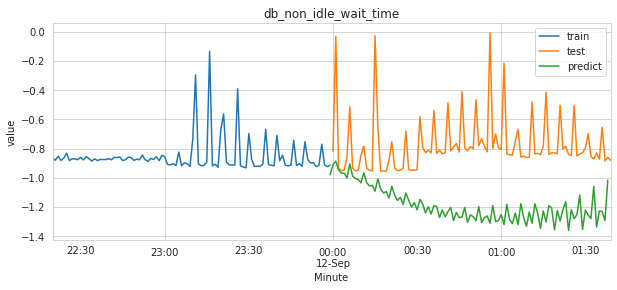 db_non_idle_wait_time
train
test
predict
0.0
−0.2
−0.4
−0.6
−0.8
−1.0
−1.2
−1.4
value
22:30
23:00
23:30
00:00
12-Sep
00:30
01:00
01:30
Minute